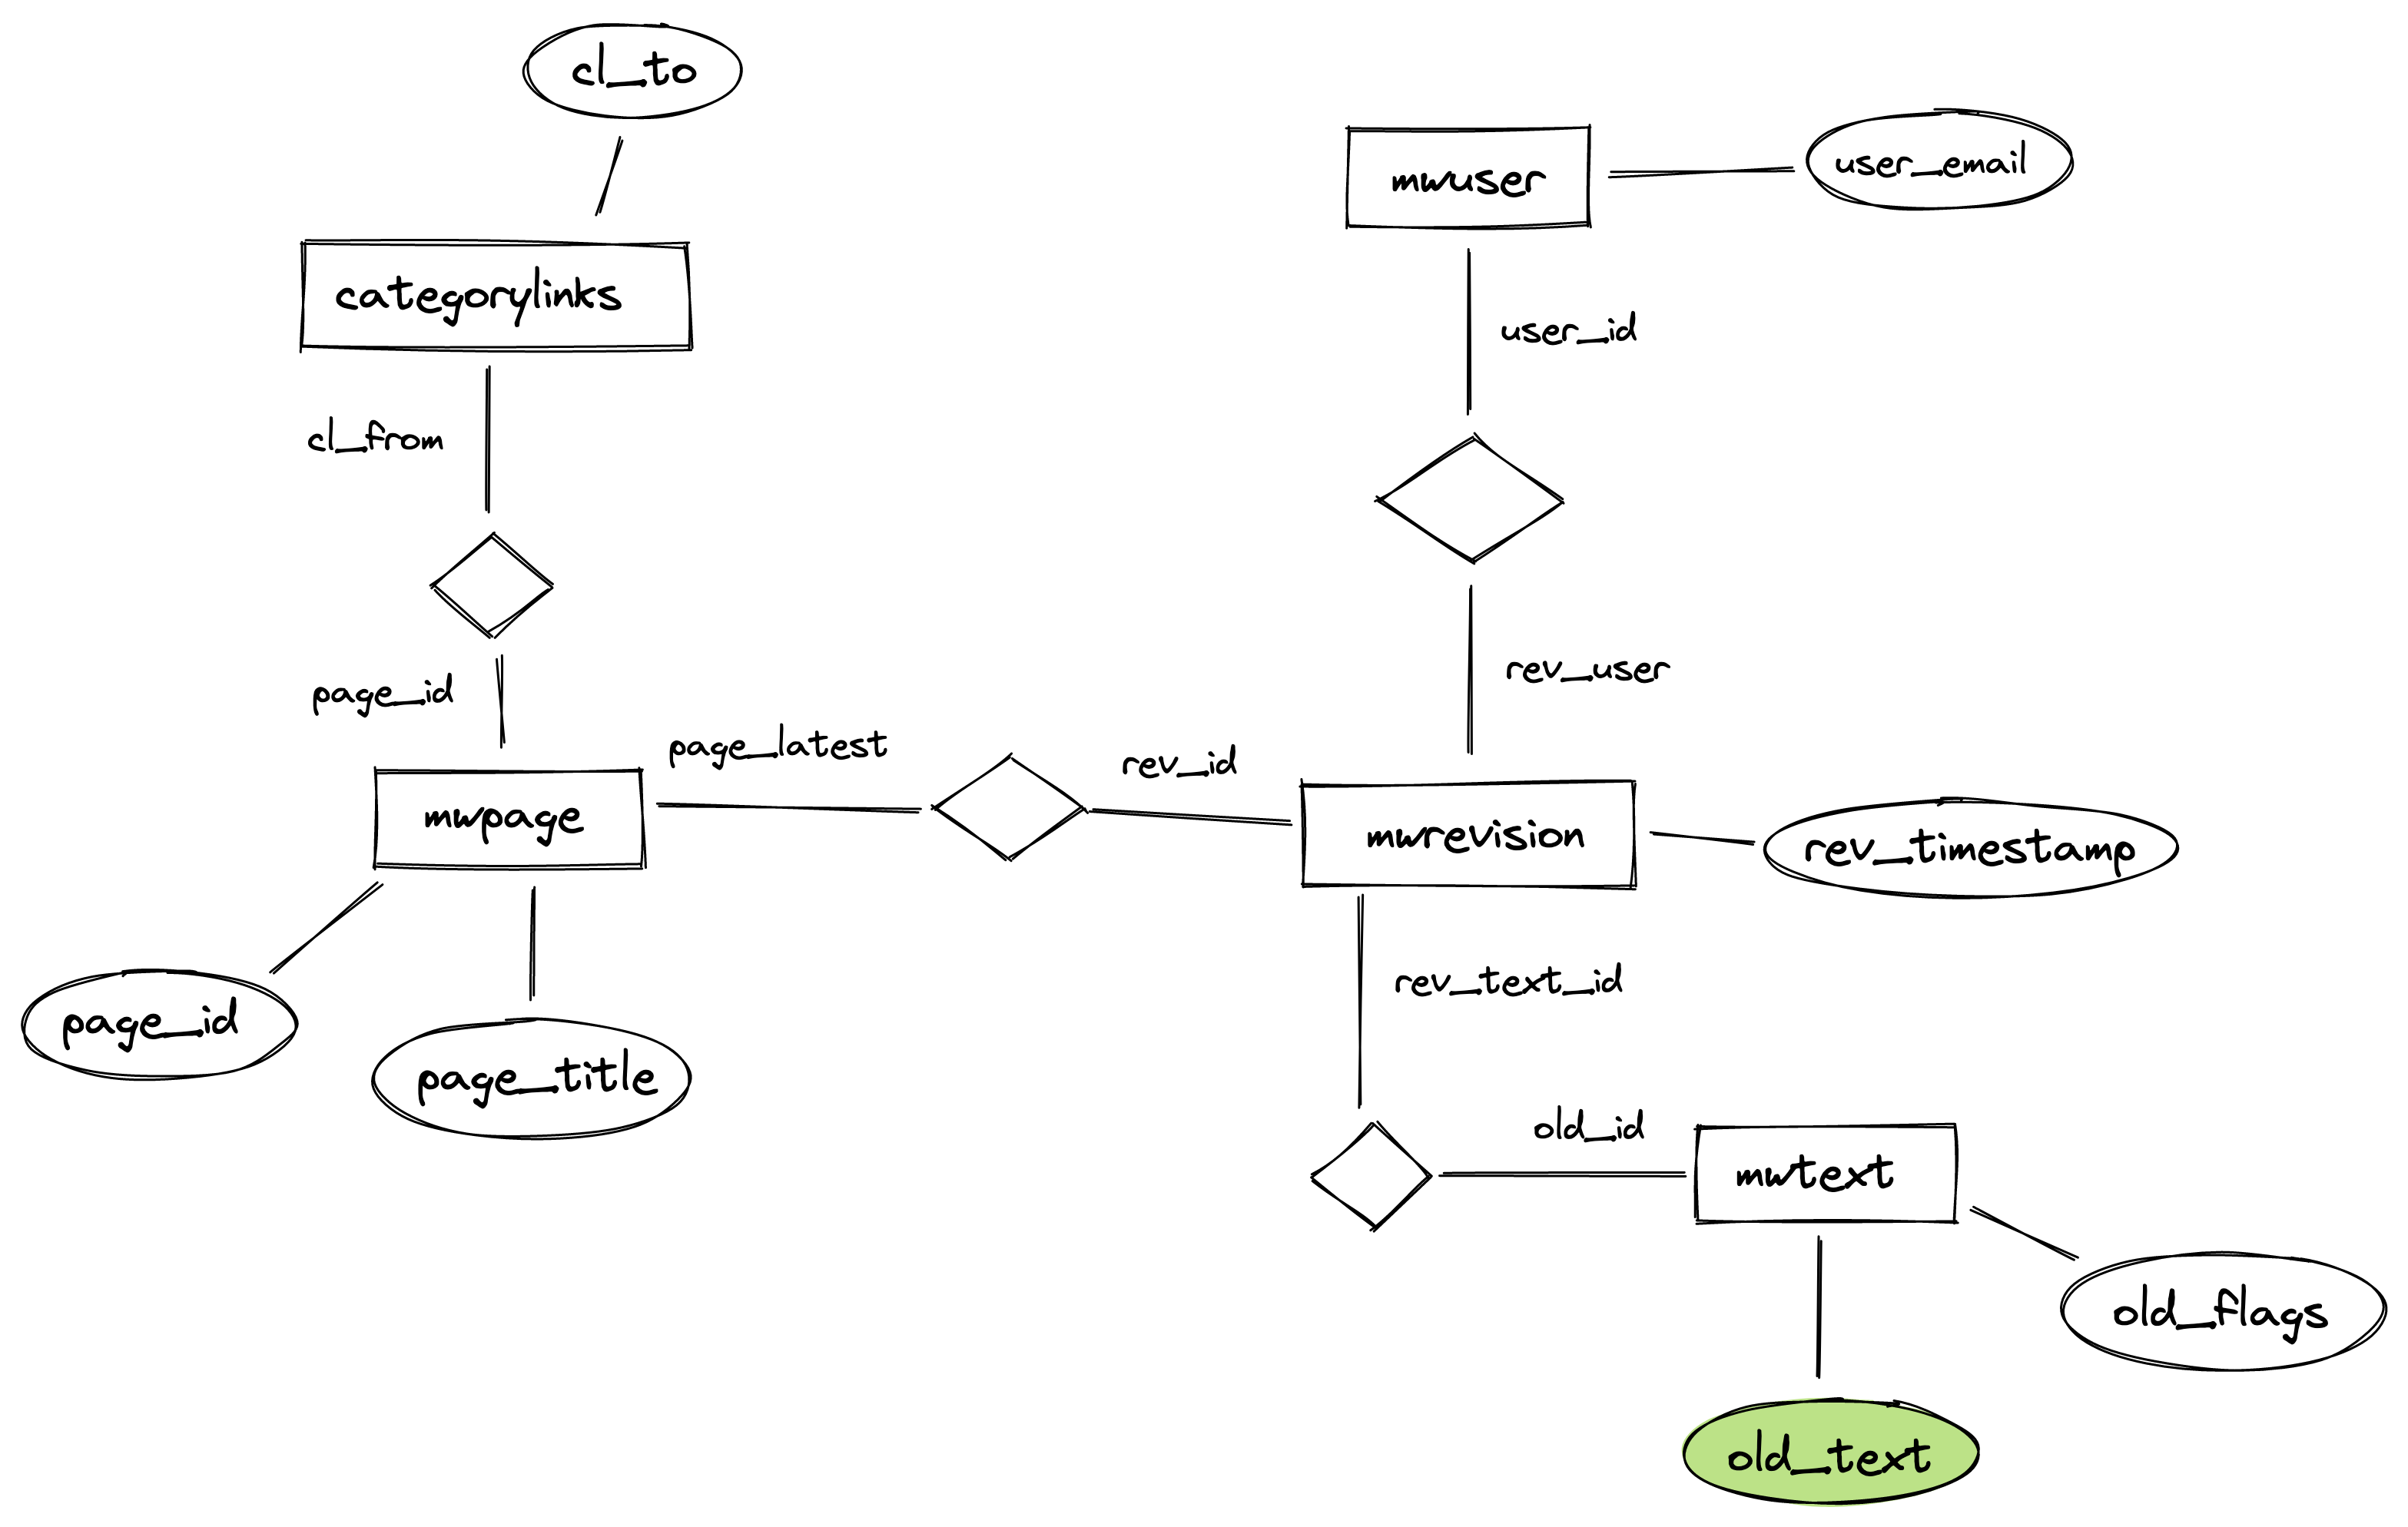 cl_to
mwuser
user_email
categorylinks
user_id
cl_from
rev_user
page_id
page_latest
rev_id
mwpage
mwrevision
rev_timestamp
rev_text_id
page_id
page_title
old_id
mwtext
old_flags
old_text